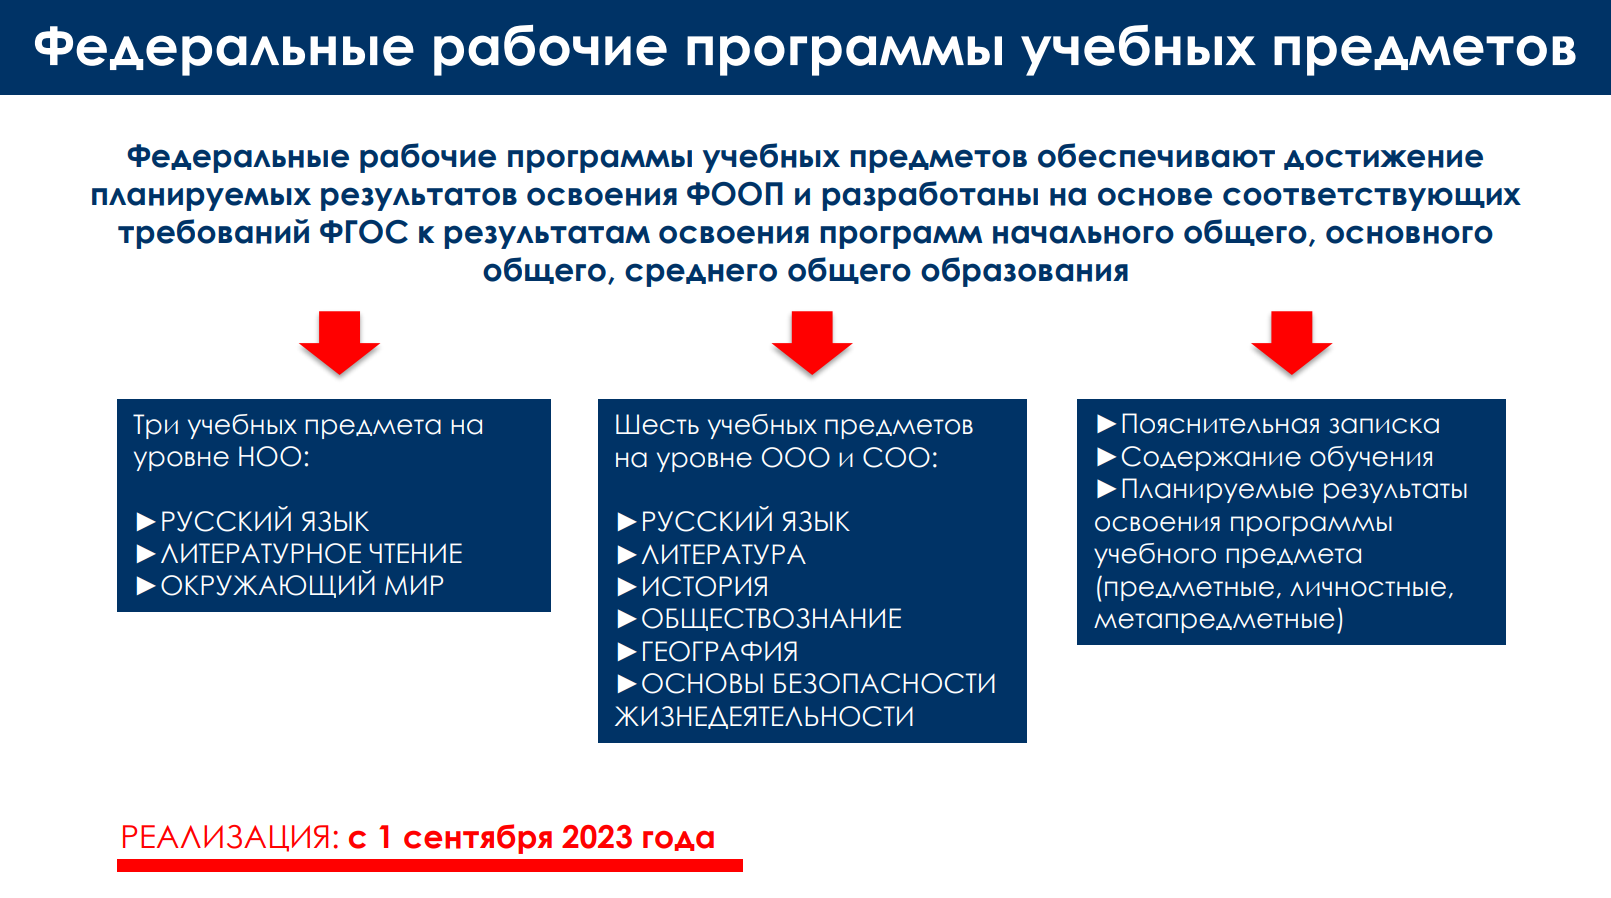 Федеральные рабочие программы учебных предметов
Федеральные рабочие программы учебных предметов обеспечивают достижение
планируемых результатов освоения ФООП и разработаны на основе соответствующих
требований ФГОС к результатам освоения программ начального общего, основного
общего, среднего общего образования
Три учебных предмета на
уровне НОО:
►РУССКИЙ ЯЗЫК
►ЛИТЕРАТУРНОЕ ЧТЕНИЕ
►ОКРУЖАЮЩИЙ МИР
Шесть учебных предметов
на уровне ООО и СОО:
►РУССКИЙ ЯЗЫК
►ЛИТЕРАТУРА
►ИСТОРИЯ
►ОБЩЕСТВОЗНАНИЕ
►ГЕОГРАФИЯ
►ОСНОВЫ БЕЗОПАСНОСТИ
ЖИЗНЕДЕЯТЕЛЬНОСТИ
►Пояснительная записка
►Содержание обучения
►Планируемые результаты
освоения программы
учебного предмета
(предметные, личностные,
метапредметные)
РЕАЛИЗАЦИЯ: с 1 сентября 2023 года